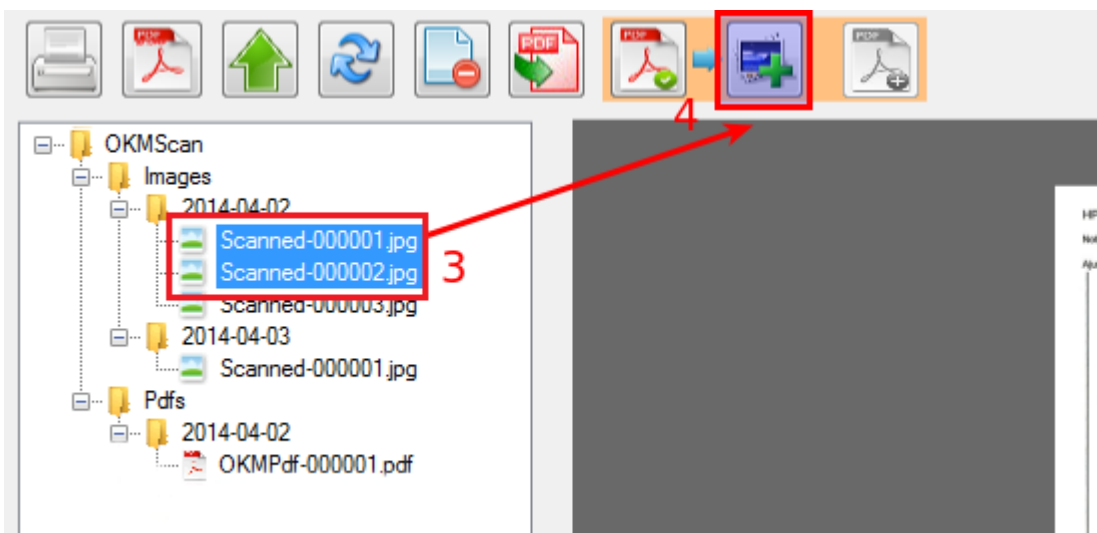 PDF
PDF
PDF
PDF
4
OKMScan
Images
2014-04-02
Scanned-000001.jpg
Scanned-000002.jpg
3
Scanned-000003.jpg
2014-04-03
Scanned-000001.jpg
Pdfs
2014-04-02
OKMPdf-000001.pdf
HP